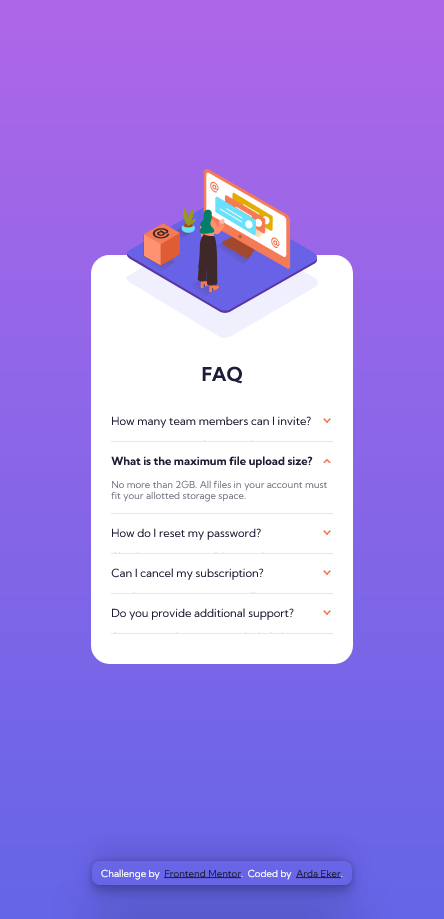 FAQ
How many team members can I invite?
What is the maximum file upload size?
No more than 2GB. All files in your account must
fit your allotted storage space.
How do I reset my password?
Can I cancel my subscription?
Do you provide additional support?
Challenge by Frontend Mentor. Coded by Arda Eker.